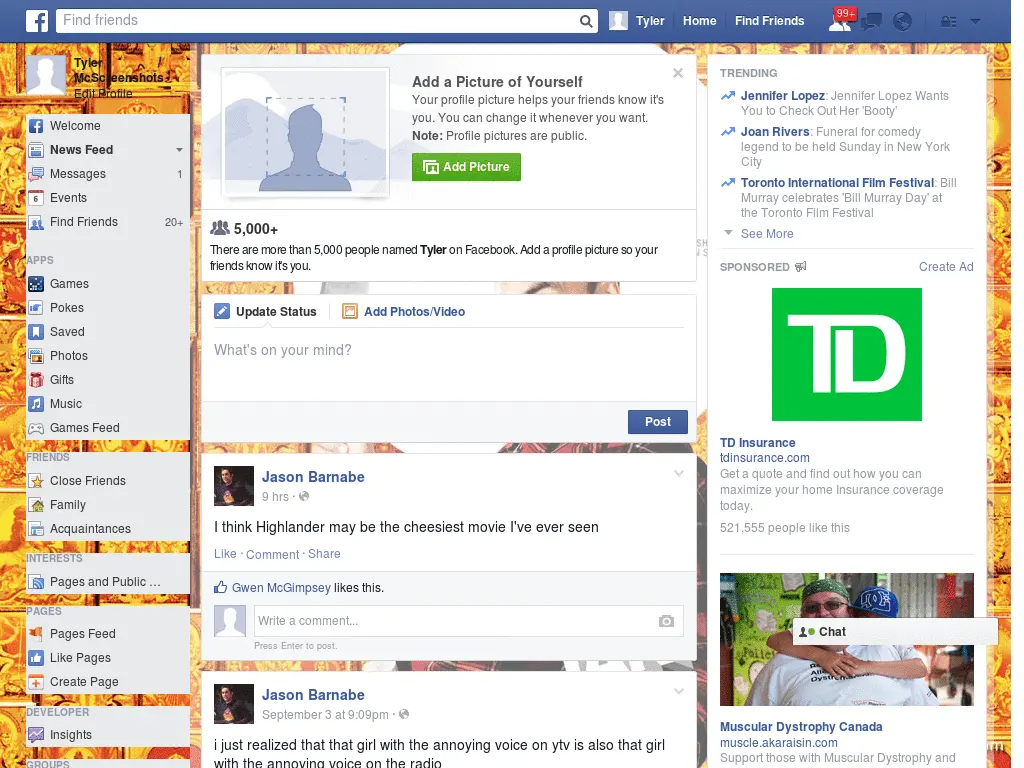 Find friends
Tyler
Home
Find Friends
99+
Tyler
McScreenshots
Edit Profile
Welcome
News Feed
Messages 1
6 Events
Find Friends 20+
APPS
Games
Pokes
Saved
Photos
Gifts
Music
Games Feed
FRIENDS
Close Friends
Family
Acquaintances
INTERESTS
Pages and Public ...
PAGES
Pages Feed
Like Pages
Create Page
DEVELOPER
Insights
GROUPS
Add a Picture of Yourself
Your profile picture helps your friends know it's
you. You can change it whenever you want.
Note: Profile pictures are public.
Add Picture
5,000+
There are more than 5,000 people named Tyler on Facebook. Add a profile picture so your
friends know it's you.
Update Status
Add Photos/Video
What's on your mind?
Post
Jason Barnabe
9 hrs ·
I think Highlander may be the cheesiest movie I've ever seen
Like · Comment · Share
Gwen McGimpsey likes this.
Write a comment...
Press Enter to post.
Jason Barnabe
September 3 at 9:09pm ·
i just realized that that girl with the annoying voice on ytv is also that girl
with the annoying voice on the radio
TRENDING
Jennifer Lopez: Jennifer Lopez Wants
You to Check Out Her 'Booty'
Joan Rivers: Funeral for comedy
legend to be held Sunday in New York
City
Toronto International Film Festival: Bill
Murray celebrates 'Bill Murray Day' at
the Toronto Film Festival
See More
SPONSORED
Create Ad
TD
TD Insurance
tdinsurance.com
Get a quote and find out how you can
maximize your home Insurance coverage
today.
521,555 people like this
Chat
Muscular Dystrophy Canada
muscle.akaraisin.com
Support those with Muscular Dystrophy and